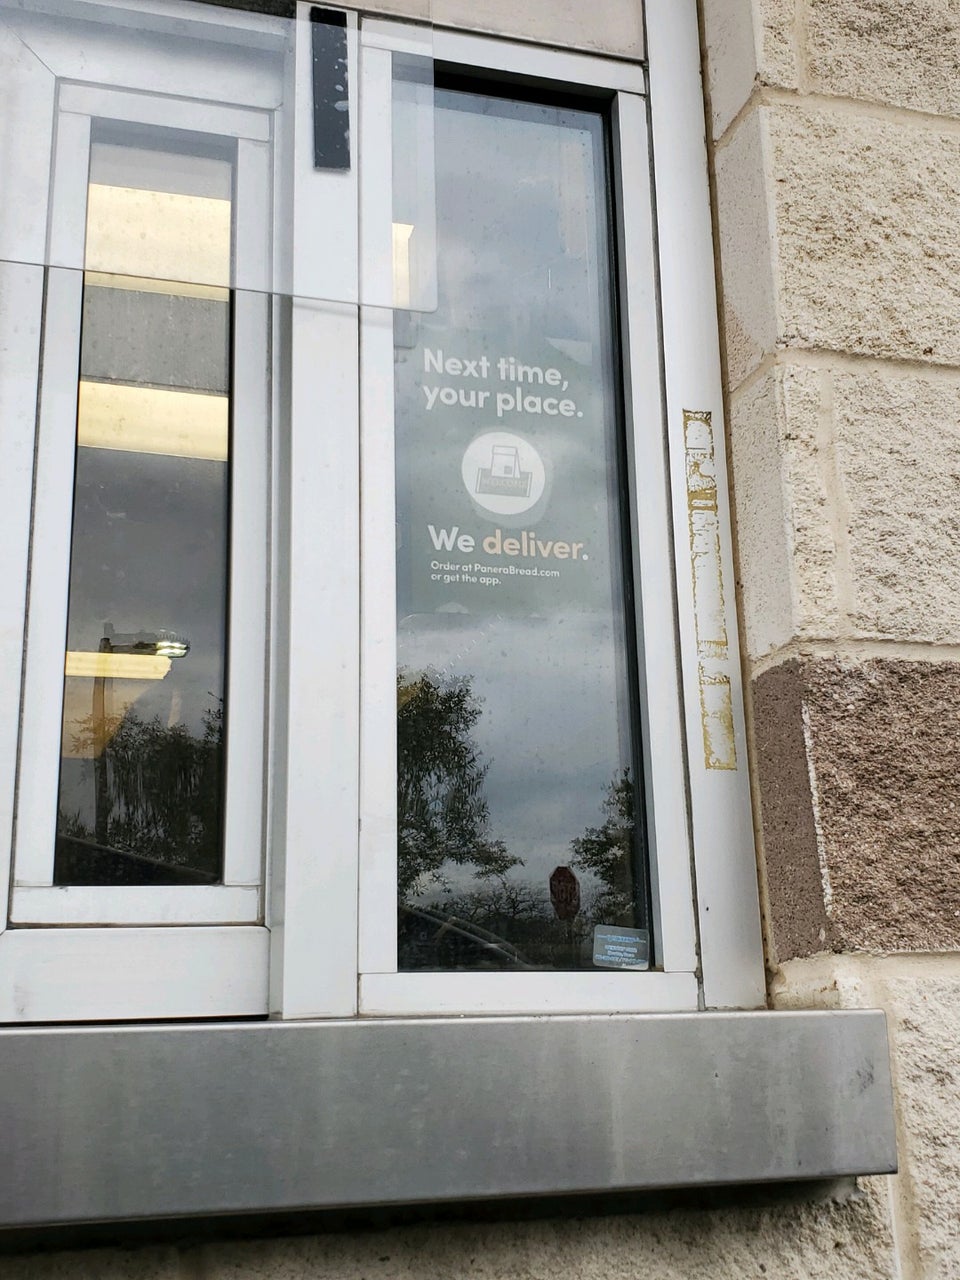 Next time,
your place.
WELCOME
We deliver.
Order at PaneraBread.com
or get the app.